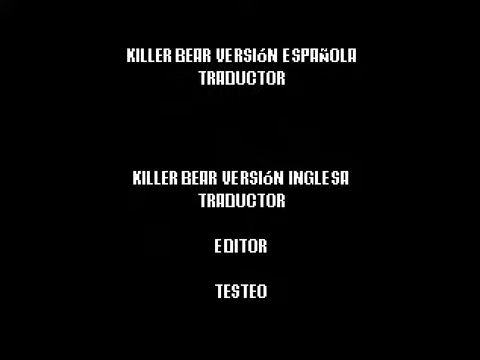 KILLER BEAR VERSIóN ESPAÑOLA
TRADUCTOR
KILLER BEAR VERSIóN INGLESA
TRADUCTOR
EDITOR
TESTEO